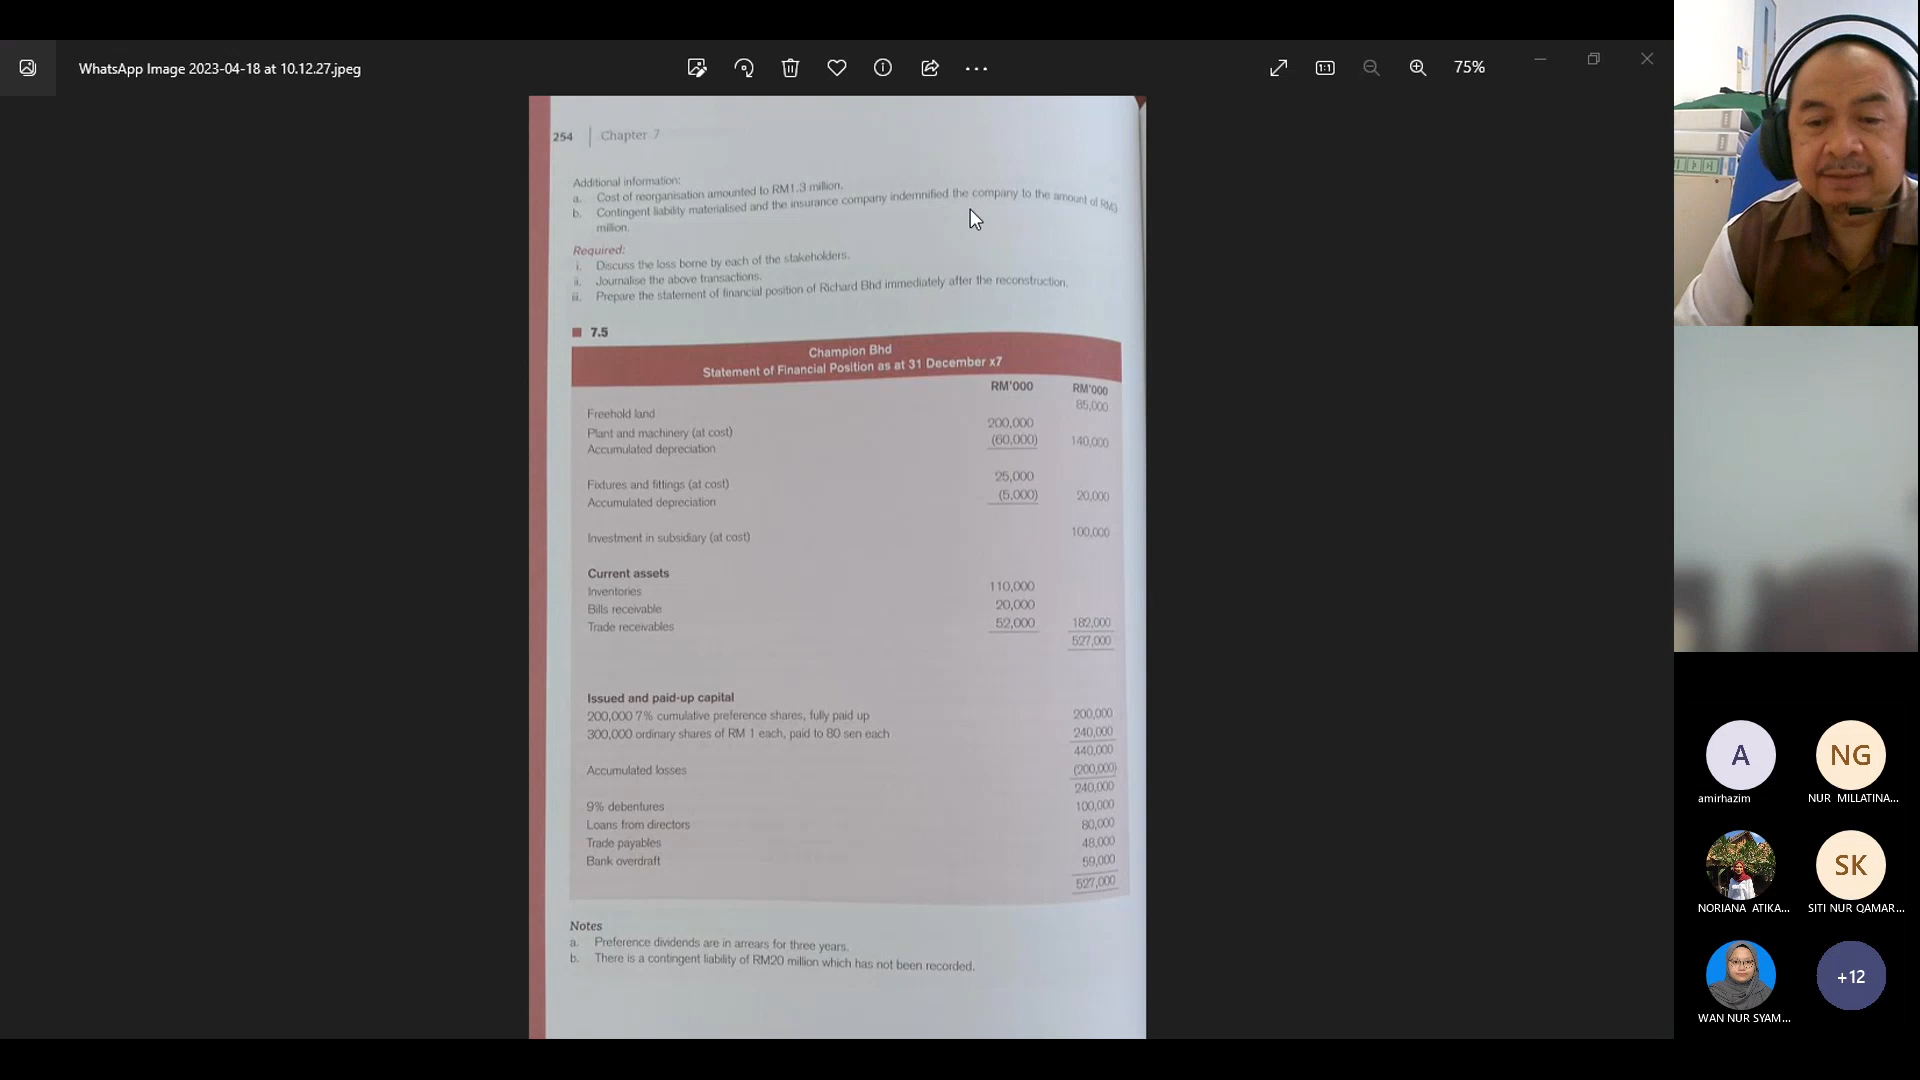 WhatsApp Image 2023-04-18 at 10.12.27.jpeg
75%
254 | Chapter 7
Additional information:
a. Cost of reorganisation amounted to RM1.3 million.
b. Contingent liability materialised and the insurance company indemnified the company to the amount of RM3
million.
Required:
i. Discuss the loss borne by each of the stakeholders.
ii. Journalise the above transactions.
iii. Prepare the statement of financial position of Richard Bhd immediately after the reconstruction.
7.5
Champion Bhd
Statement of Financial Position as at 31 December x7
RM'000 RM'000
Freehold land 85,000
Plant and machinery (at cost) 200,000
Accumulated depreciation (60,000) 140,000
Fixtures and fittings (at cost) 25,000
Accumulated depreciation (5,000) 20,000
Investment in subsidiary (at cost) 100,000
Current assets
Inventories 110,000
Bills receivable 20,000
Trade receivables 52,000 182,000
527,000
Issued and paid-up capital
200,000 7% cumulative preference shares, fully paid up 200,000
300,000 ordinary shares of RM 1 each, paid to 80 sen each 240,000
440,000
Accumulated losses (200,000)
240,000
9% debentures 100,000
Loans from directors 80,000
Trade payables 48,000
Bank overdraft 59,000
527,000
Notes
a. Preference dividends are in arrears for three years.
b. There is a contingent liability of RM20 million which has not been recorded.
A NG
amirhazim NUR MILLATINA...
SK
NORIANA ATIKA... SITI NUR QAMAR...
+12
WAN NUR SYAM...